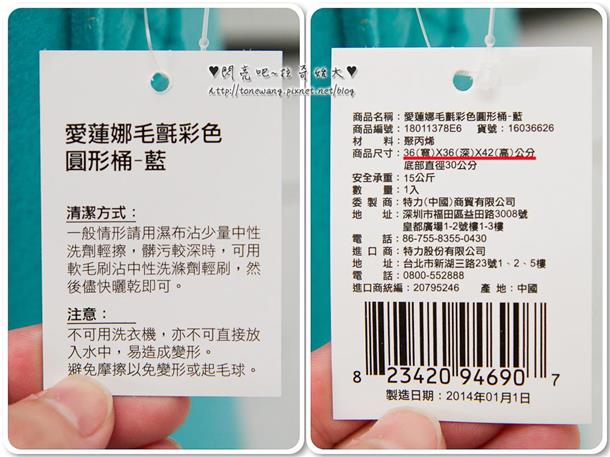 ♥閃亮吧~拉奇維大♥
http://tonewang.pixnet.net/blog
愛蓮娜毛氈彩色
圓形桶-藍
清潔方式：
一般情形請用濕布沾少量中性
洗劑輕擦，髒污較深時，可用
軟毛刷沾中性洗滌劑輕刷，然
後儘快曬乾即可。
注意：
不可用洗衣機，亦不可直接放
入水中，易造成變形。
避免摩擦以免變形或起毛球。
商品名稱：愛蓮娜毛氈彩色圓形桶-藍
商品編號：18011378E6 貨號：16036626
材 料：聚丙烯
商品尺寸：36(寬)X36(深)X42(高)公分
底部直徑30公分
安全承重：15公斤
數 量：1入
委 製 商：特力(中國)商貿有限公司
地 址：深圳市福田區益田路3008號
皇都廣場1-2號樓1-3樓
電 話：86-755-8355-0430
進 口 商：特力股份有限公司
地 址：台北市新湖三路23號1、2、5樓
電 話：0800-552888
進口商統編：20795246 產 地：中國
8 23420 94690 7
製造日期：2014年01月1日